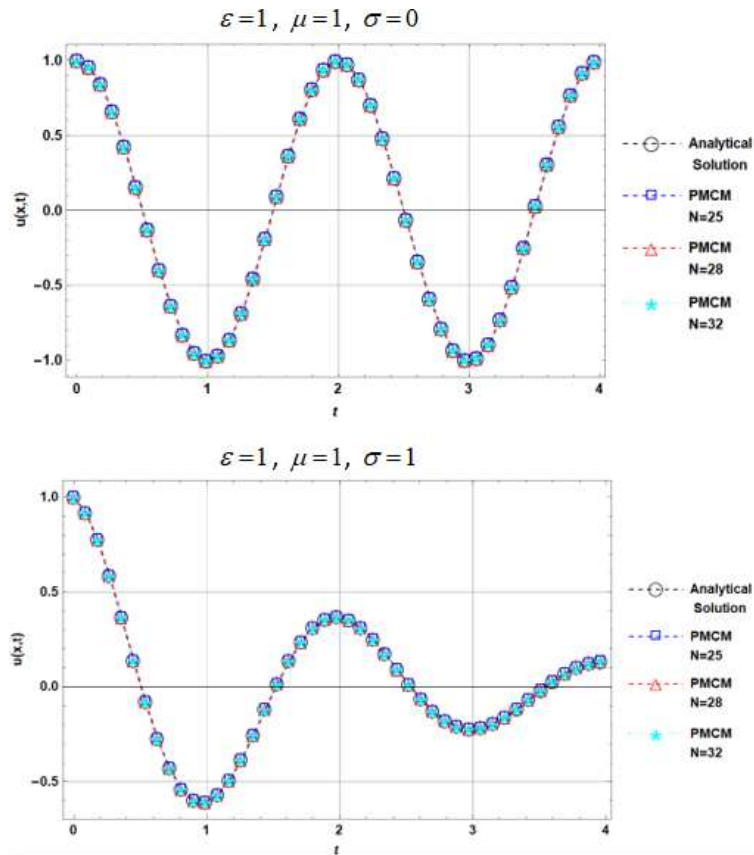 ε=1, μ=1, σ=0
1.0
0.5
0.0
−0.5
−1.0
u(x,t)
0 1 2 3 4
t
Analytical
Solution
PMCM
N=25
PMCM
N=28
PMCM
N=32
ε=1, μ=1, σ=1
1.0
0.5
0.0
−0.5
u(x,t)
0 1 2 3 4
t
Analytical
Solution
PMCM
N=25
PMCM
N=28
PMCM
N=32